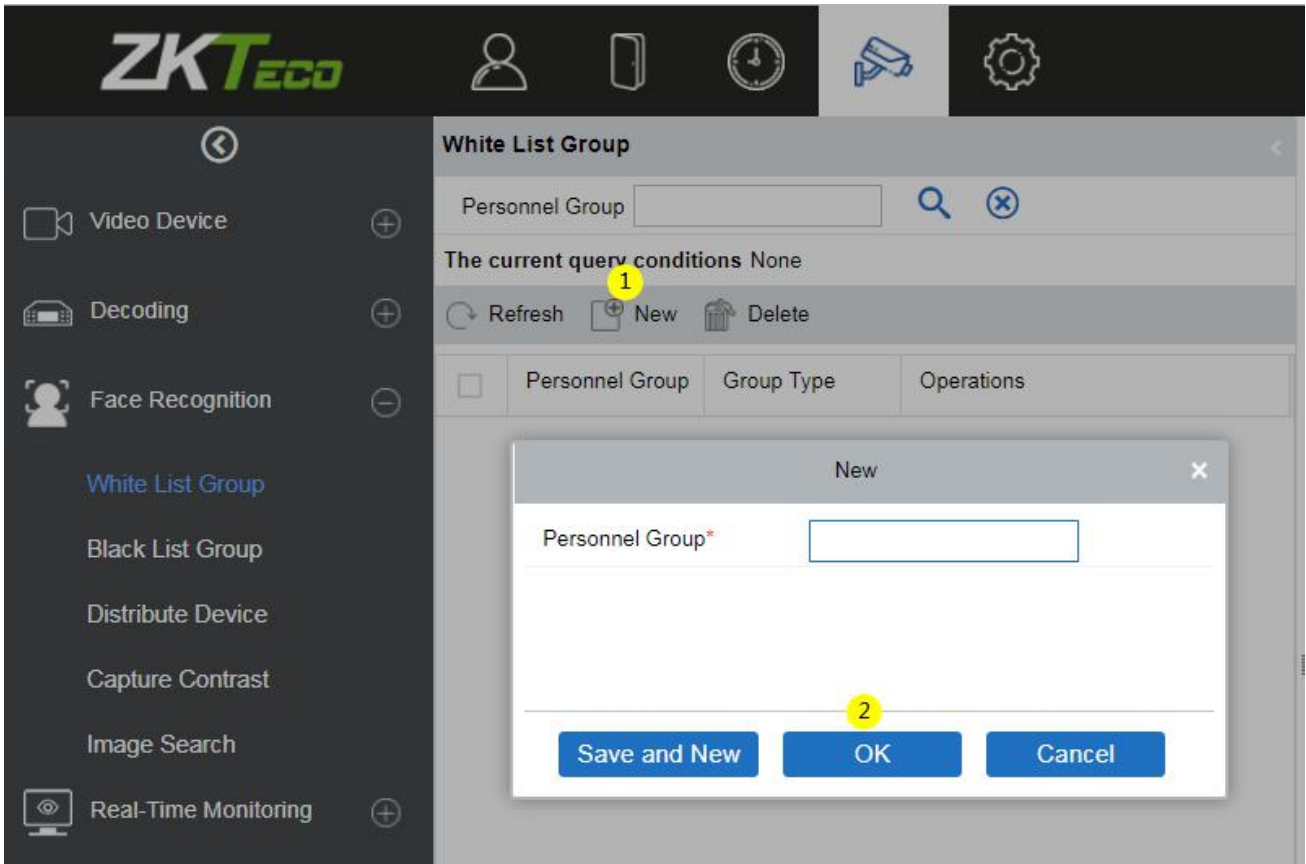 ZKTECO
White List Group
Video Device
Personnel Group
The current query conditions None
1
Decoding
Refresh New Delete
Personnel Group Group Type Operations
Face Recognition
New
White List Group
Personnel Group*
Black List Group
Distribute Device
Capture Contrast
2
Image Search
Save and New OK Cancel
Real-Time Monitoring